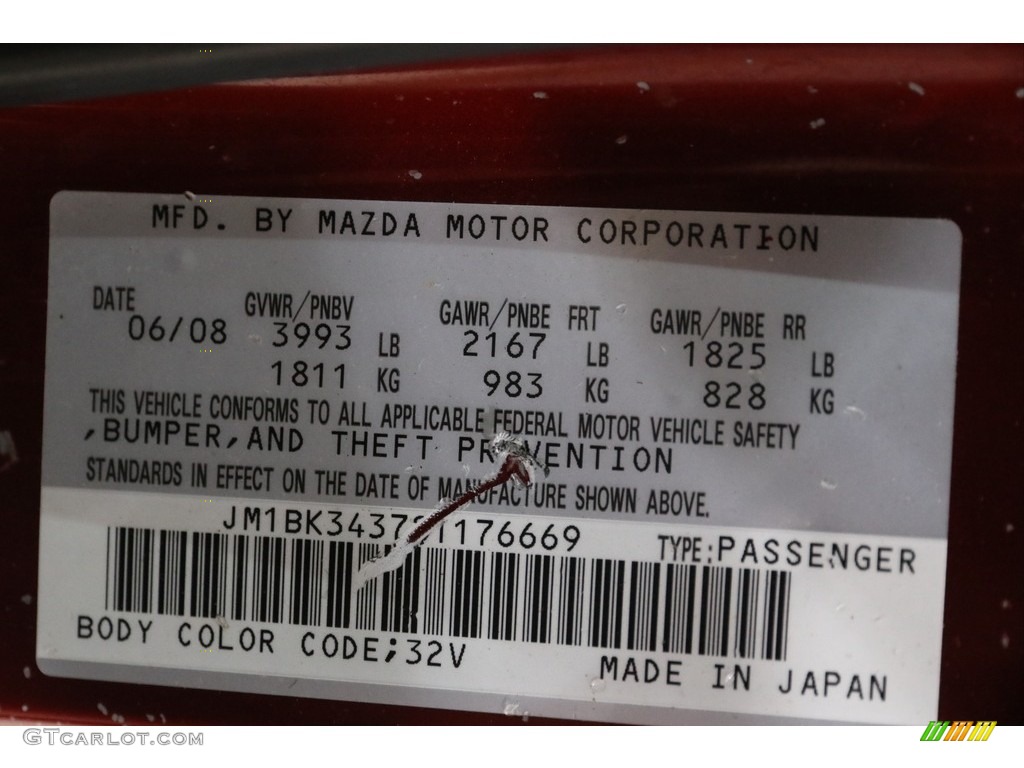 MFD. BY MAZDA MOTOR CORPORATION
DATE GVWR/PNBV GAWR/PNBE FRT GAWR/PNBE RR
06/08 3993 LB 2167 LB 1825 LB
1811 KG 983 KG 828 KG
THIS VEHICLE CONFORMS TO ALL APPLICABLE FEDERAL MOTOR VEHICLE SAFETY
,BUMPER,AND THEFT PREVENTION
STANDARDS IN EFFECT ON THE DATE OF MANUFACTURE SHOWN ABOVE.
JM1BK343781176669 TYPE:PASSENGER
BODY COLOR CODE;32V
MADE IN JAPAN
GTCarLot.com